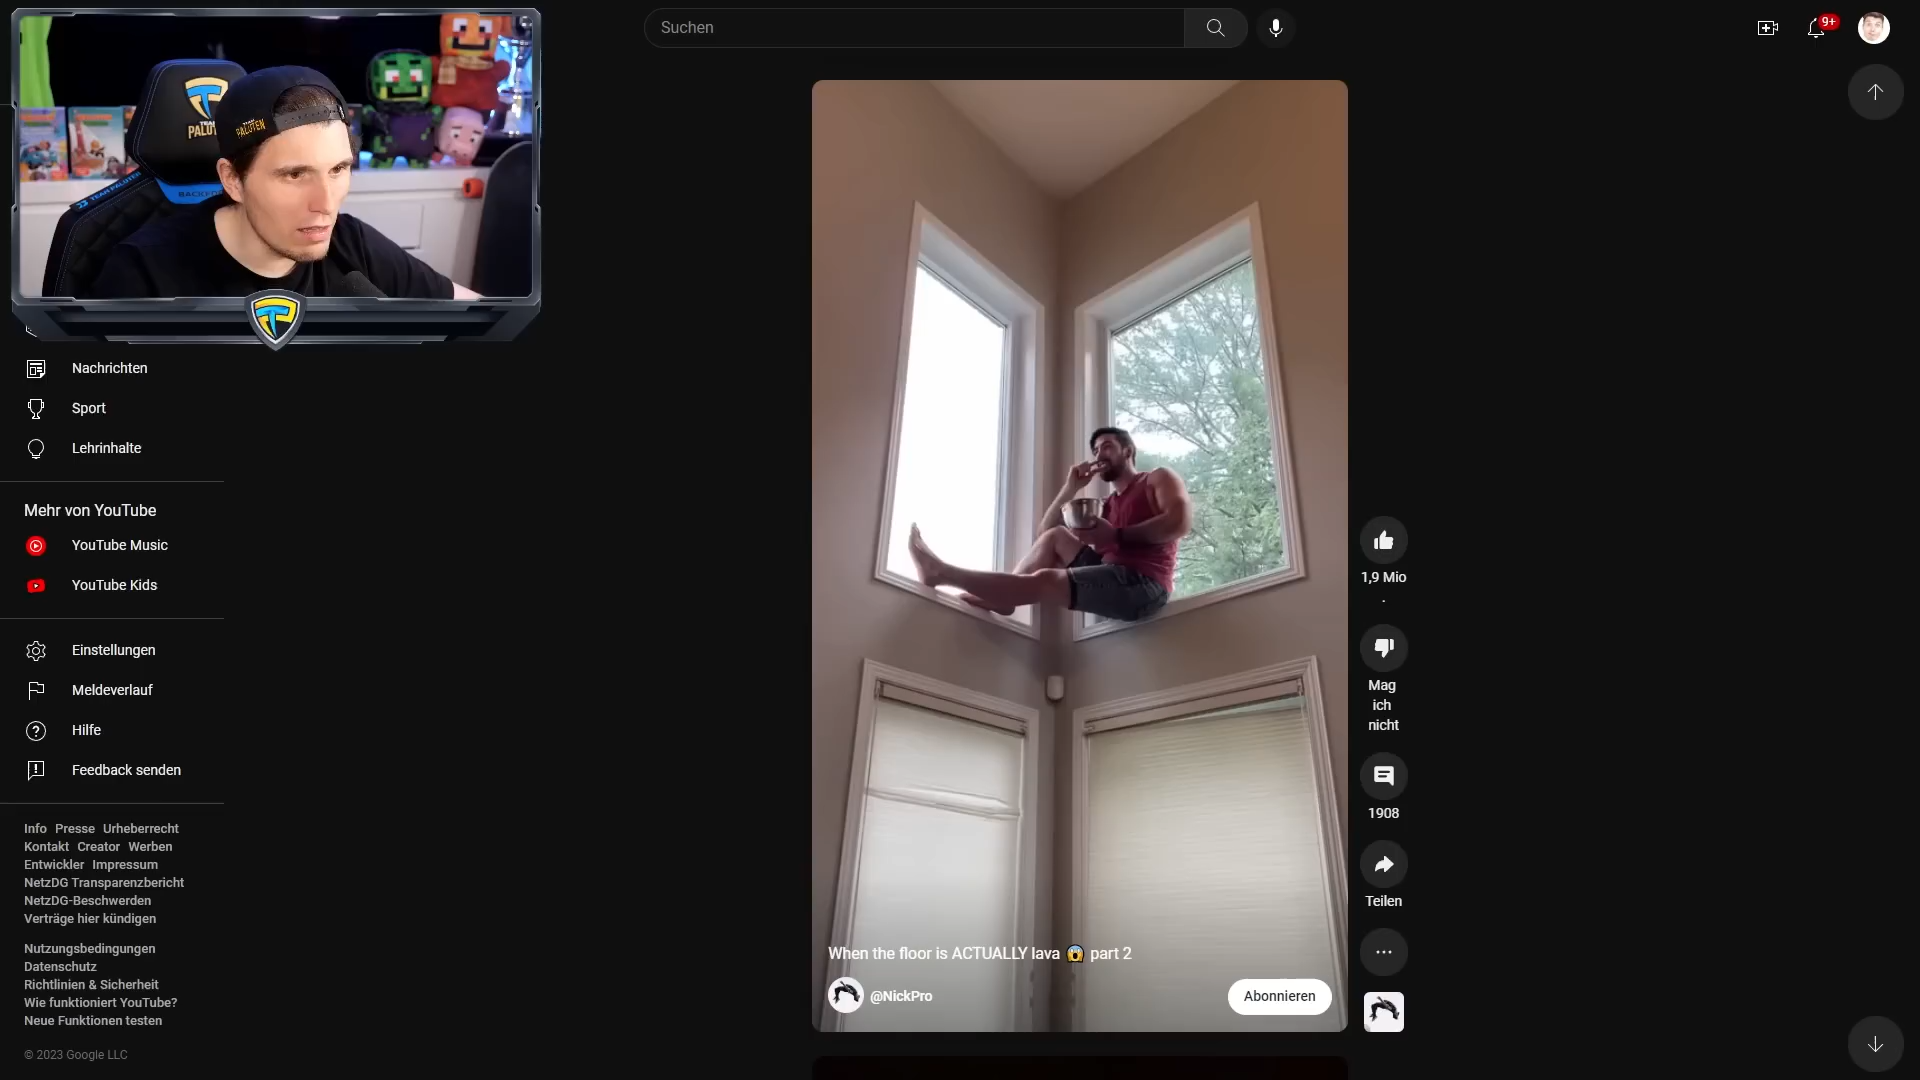 Suchen
9+
TEAM
PALUTEN
TEAM PALUTEN
Nachrichten
Sport
Lehrinhalte
Mehr von YouTube
YouTube Music
YouTube Kids
Einstellungen
Meldeverlauf
Hilfe
Feedback senden
Info Presse Urheberrecht
Kontakt Creator Werben
Entwickler Impressum
NetzDG Transparenzbericht
NetzDG-Beschwerden
Verträge hier kündigen
Nutzungsbedingungen
Datenschutz
Richtlinien & Sicherheit
Wie funktioniert YouTube?
Neue Funktionen testen
© 2023 Google LLC
When the floor is ACTUALLY lava 😱 part 2
@NickPro
Abonnieren
1,9 Mio
.
Mag
ich
nicht
1908
Teilen